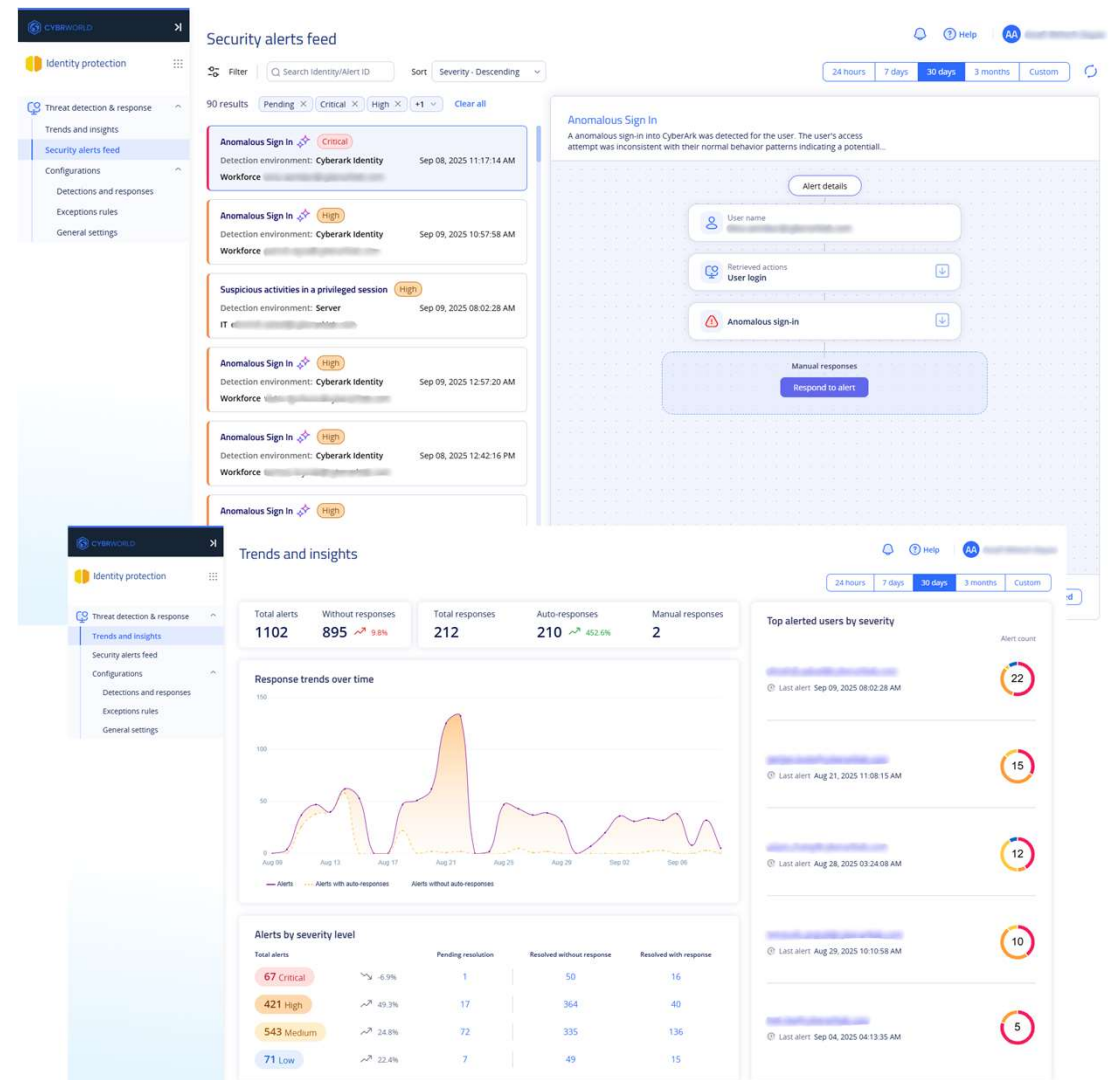 CYBRWORLD
Identity protection
Threat detection & response
Trends and insights
Security alerts feed
Configurations
Detections and responses
Exceptions rules
General settings
Security alerts feed
Help
AA
Filter
Search Identity/Alert ID
Sort
Severity - Descending
24 hours
7 days
30 days
3 months
Custom
90 results
Pending ×
Critical ×
High ×
+1
Clear all
Anomalous Sign In
Critical
Detection environment: Cyberark Identity
Sep 08, 2025 11:17:14 AM
Workforce
Anomalous Sign In
High
Detection environment: Cyberark Identity
Sep 09, 2025 10:57:58 AM
Workforce
Suspicious activities in a privileged session
High
Detection environment: Server
Sep 09, 2025 08:02:28 AM
IT
Anomalous Sign In
High
Detection environment: Cyberark Identity
Sep 09, 2025 12:57:20 AM
Workforce
Anomalous Sign In
High
Detection environment: Cyberark Identity
Sep 08, 2025 12:42:16 PM
Workforce
Anomalous Sign In
High
Anomalous Sign In
A anomalous sign-in into CyberArk was detected for the user. The user's access
attempt was inconsistent with their normal behavior patterns indicating a potentiall...
Alert details
User name
Retrieved actions
User login
Anomalous sign-in
Manual responses
Respond to alert
ed
CYBRWORLD
Identity protection
Threat detection & response
Trends and insights
Security alerts feed
Configurations
Detections and responses
Exceptions rules
General settings
Trends and insights
Help
AA
24 hours
7 days
30 days
3 months
Custom
Total alerts
1102
Without responses
895
9.8%
Total responses
212
Auto-responses
210
452.6%
Manual responses
2
Response trends over time
150
100
50
0
Aug 09
Aug 13
Aug 17
Aug 21
Aug 25
Aug 29
Sep 02
Sep 06
Alerts
Alerts with auto-responses
Alerts without auto-responses
Alerts by severity level
Total alerts
Pending resolution
Resolved without response
Resolved with response
67 Critical
-6.9%
1
50
16
421 High
49.3%
17
364
40
543 Medium
24.8%
72
335
136
71 Low
22.4%
7
49
15
Top alerted users by severity
Alert count
Last alert Sep 09, 2025 08:02:28 AM
22
Last alert Aug 21, 2025 11:08:15 AM
15
Last alert Aug 28, 2025 03:24:08 AM
12
Last alert Aug 29, 2025 10:10:58 AM
10
Last alert Sep 04, 2025 04:13:35 AM
5